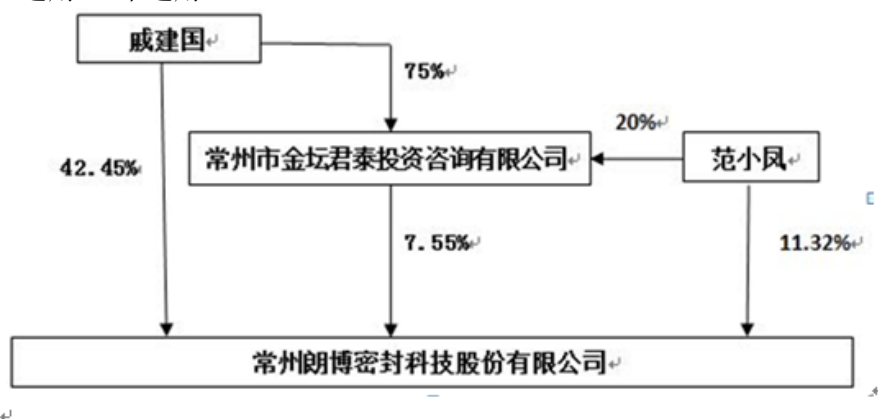 戚建国
75%
20%
常州市金坛君泰投资咨询有限公司
范小凤
42.45%
7.55%
11.32%
常州朗博密封科技股份有限公司